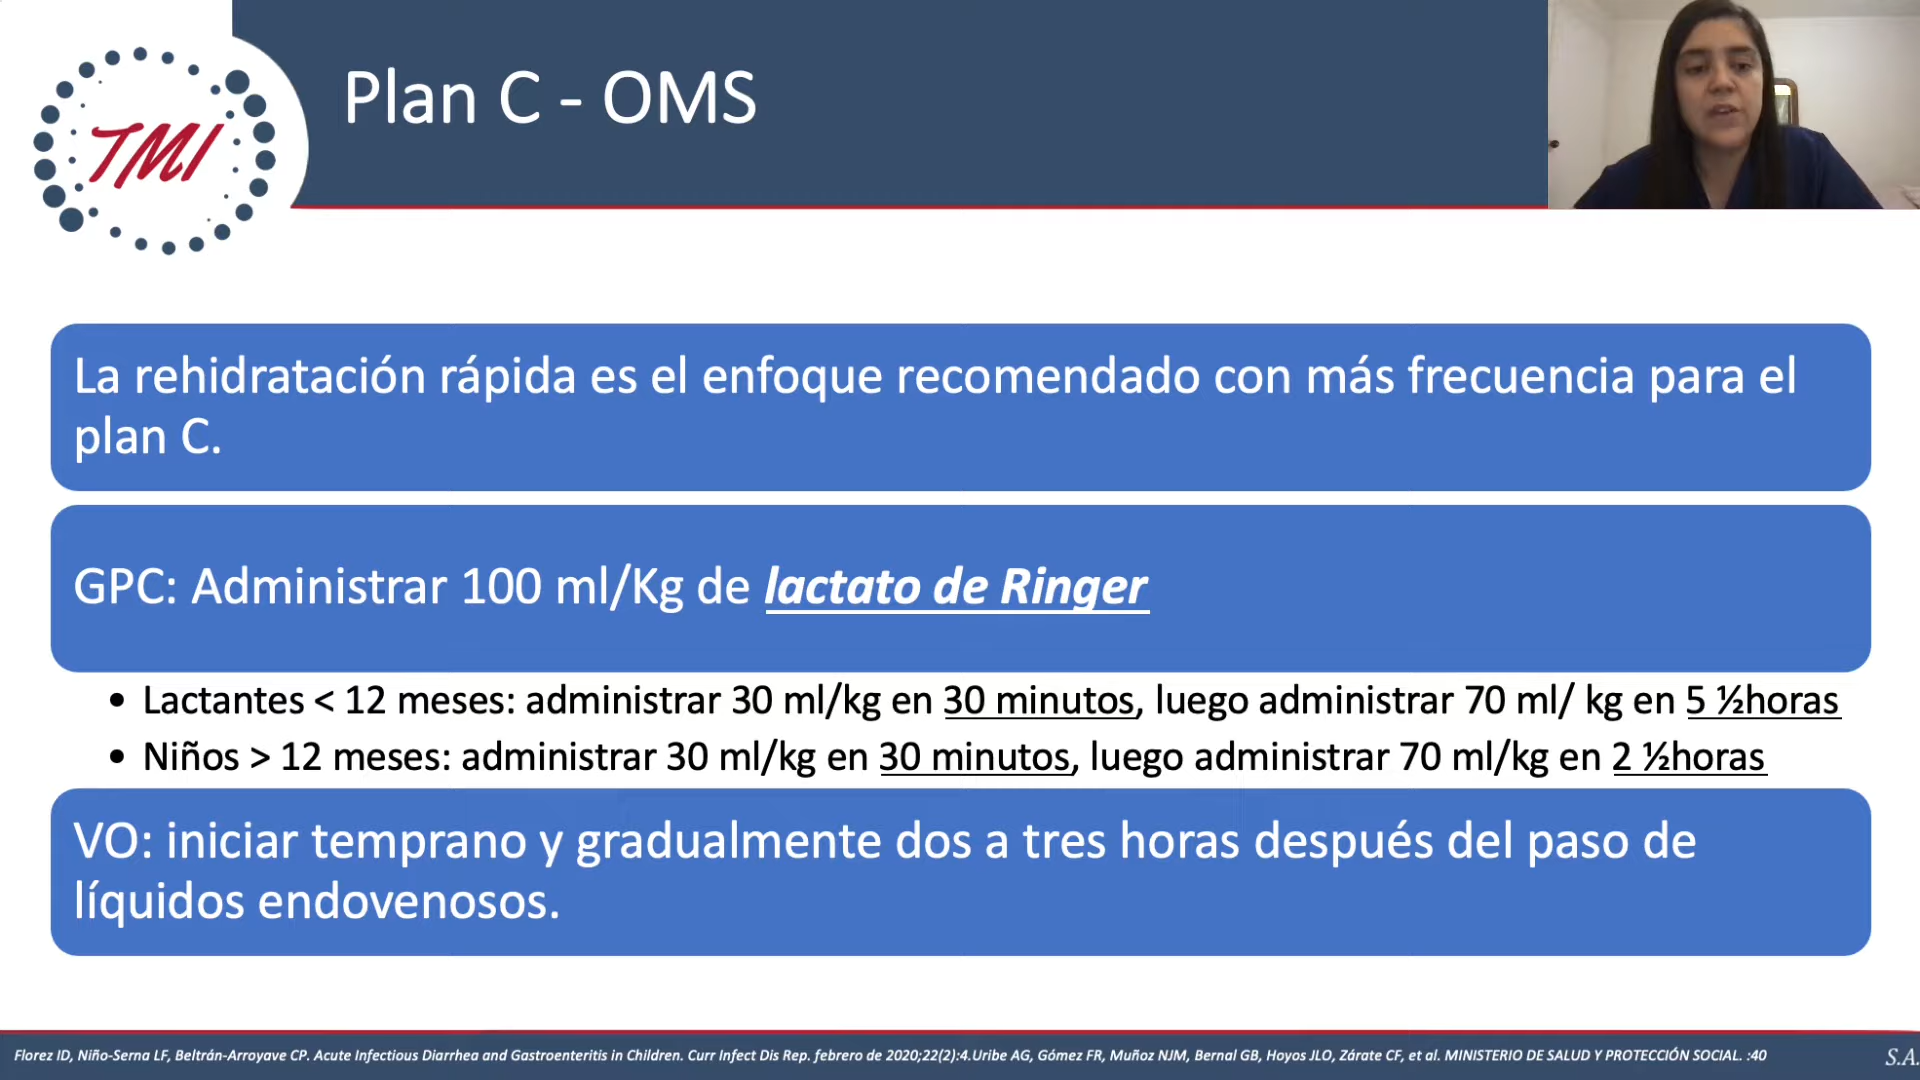 TMI
Plan C - OMS
La rehidratación rápida es el enfoque recomendado con más frecuencia para el
plan C.
GPC: Administrar 100 ml/Kg de lactato de Ringer
• Lactantes < 12 meses: administrar 30 ml/kg en 30 minutos, luego administrar 70 ml/ kg en 5 ½horas
• Niños > 12 meses: administrar 30 ml/kg en 30 minutos, luego administrar 70 ml/kg en 2 ½horas
VO: iniciar temprano y gradualmente dos a tres horas después del paso de
líquidos endovenosos.
Florez ID, Niño-Serna LF, Beltrán-Arroyave CP. Acute Infectious Diarrhea and Gastroenteritis in Children. Curr Infect Dis Rep. febrero de 2020;22(2):4.Uribe AG, Gómez FR, Muñoz NJM, Bernal GB, Hoyos JLO, Zárate CF, et al. MINISTERIO DE SALUD Y PROTECCIÓN SOCIAL. :40
S.A.